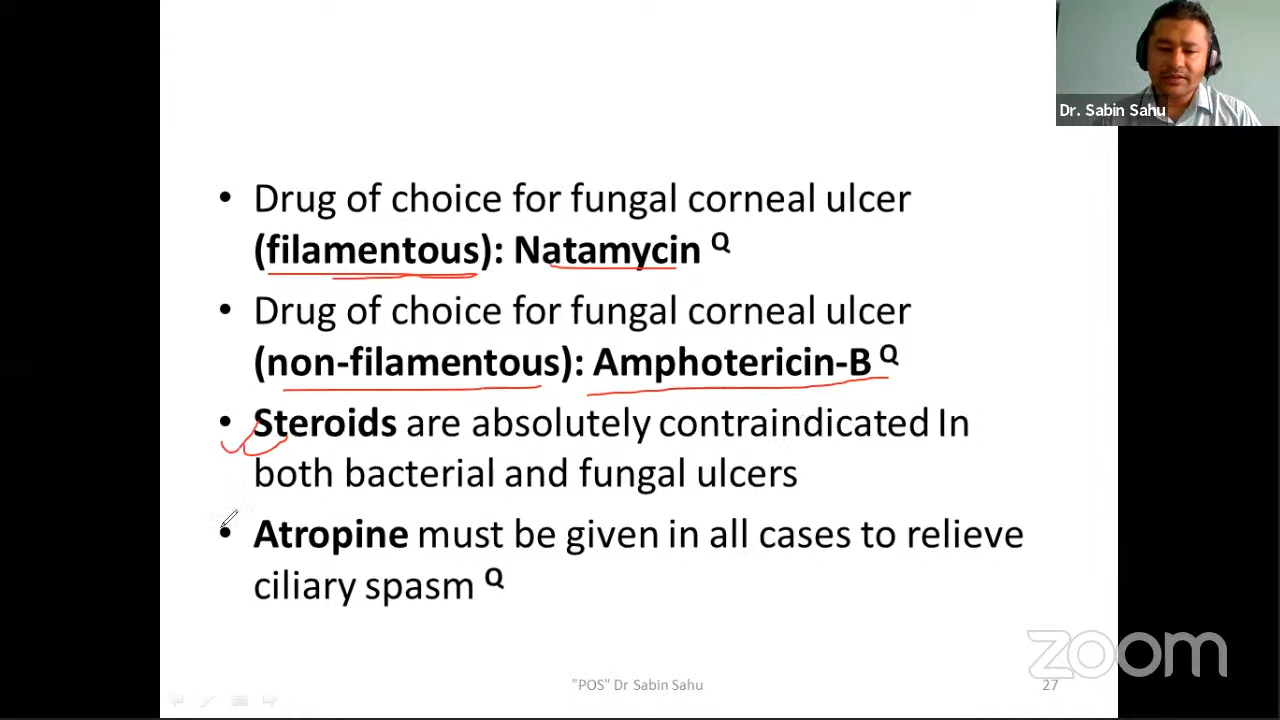 Dr. Sabin Sahu
• Drug of choice for fungal corneal ulcer
(filamentous): Natamycin Q
• Drug of choice for fungal corneal ulcer
(non-filamentous): Amphotericin-B Q
• Steroids are absolutely contraindicated In
both bacterial and fungal ulcers
• Atropine must be given in all cases to relieve
ciliary spasm Q
zoom
"POS" Dr Sabin Sahu
27